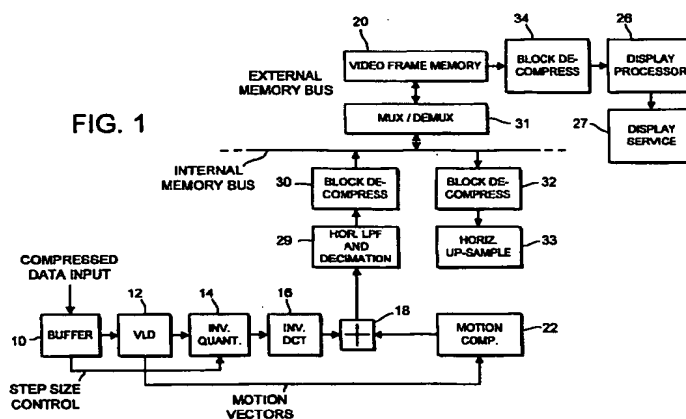 FIG. 1
20
VIDEO FRAME MEMORY
34
BLOCK DE-
COMPRESS
26
DISPLAY
PROCESSOR
27
DISPLAY
SERVICE
EXTERNAL
MEMORY BUS
MUX / DEMUX
31
INTERNAL
MEMORY BUS
30
BLOCK DE-
COMPRESS
BLOCK DE-
COMPRESS
32
29
HOR. LPF
AND
DECIMATION
HORIZ.
UP-SAMPLE
33
COMPRESSED
DATA INPUT
10
BUFFER
12
VLD
14
INV.
QUANT.
16
INV.
DCT
18
MOTION
COMP.
22
STEP SIZE
CONTROL
MOTION
VECTORS